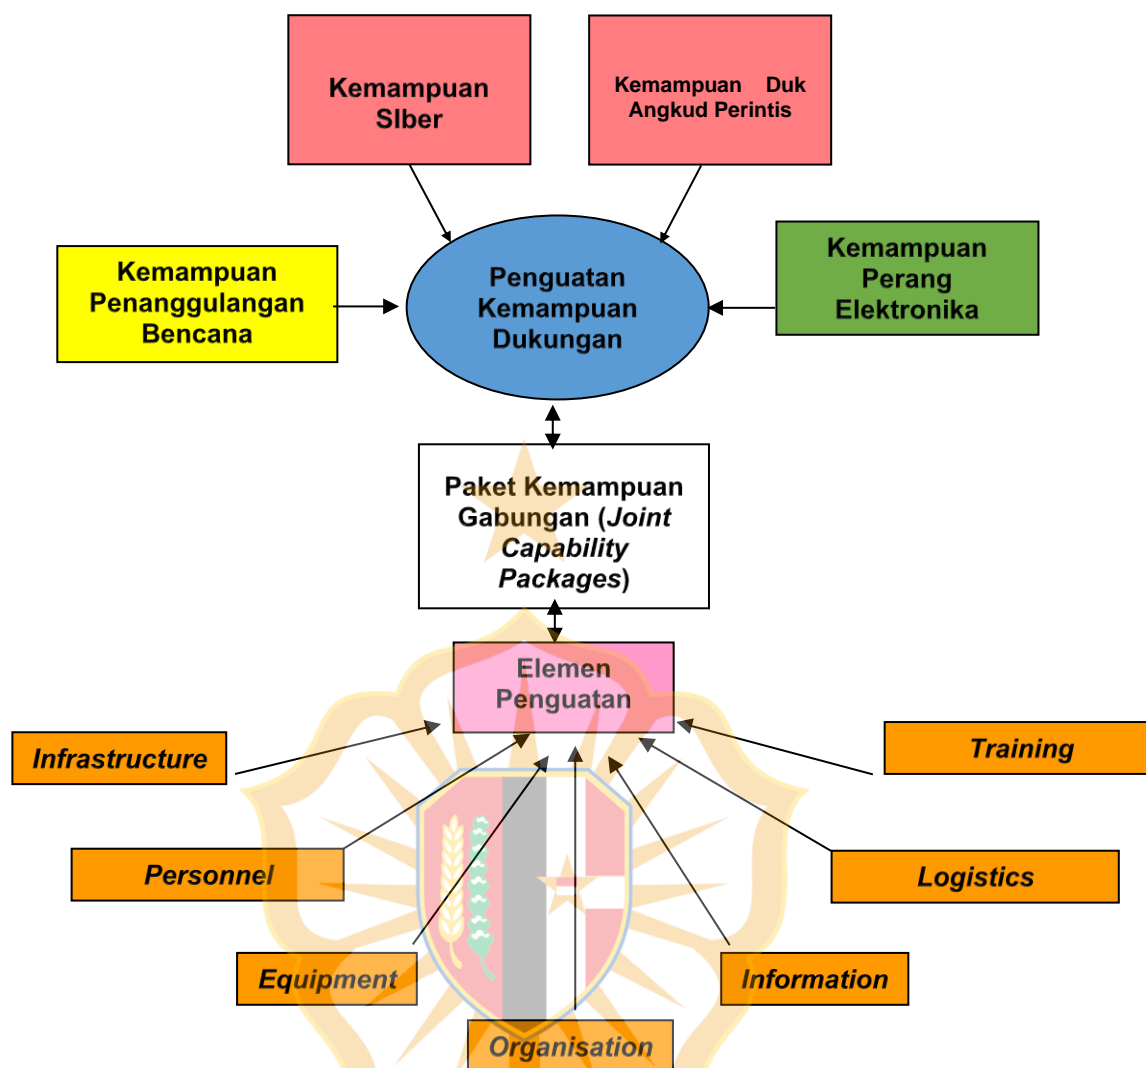 Kemampuan
SIber
Kemampuan Duk
Angkud Perintis
Kemampuan
Penanggulangan
Bencana
Penguatan
Kemampuan
Dukungan
Kemampuan
Perang
Elektronika
Paket Kemampuan
Gabungan (Joint
Capability
Packages)
Elemen
Penguatan
Infrastructure
Training
Personnel
Logistics
Equipment
Information
Organisation